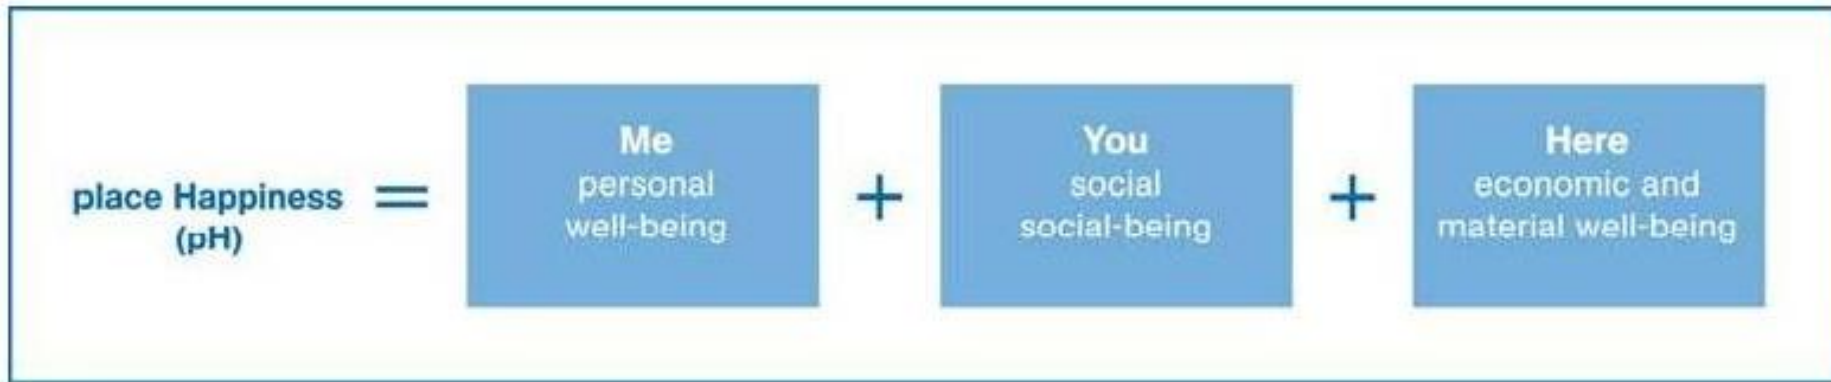 place Happiness
(pH)
=
Me
personal
well-being
+
You
social
social-being
+
Here
economic and
material well-being